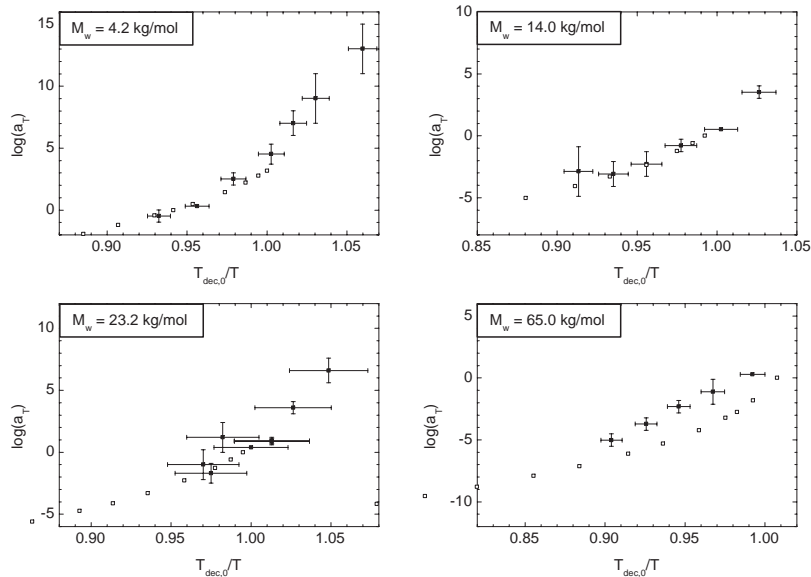 M_w = 4.2 kg/mol
15
10
5
0
log(a_T)
0.90 0.95 1.00 1.05
T_dec,0/T
M_w = 14.0 kg/mol
10
5
0
-5
-10
log(a_T)
0.85 0.90 0.95 1.00 1.05
T_dec,0/T
M_w = 23.2 kg/mol
10
5
0
-5
log(a_T)
0.90 0.95 1.00 1.05
T_dec,0/T
M_w = 65.0 kg/mol
5
0
-5
-10
log(a_T)
0.85 0.90 0.95 1.00
T_dec,0/T